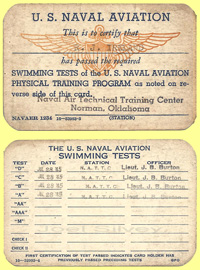 U. S. NAVAL AVIATION
This is to certify that
has passed the required
SWIMMING TESTS of the U. S. NAVAL AVIATION
PHYSICAL TRAINING PROGRAM as noted on re-
verse side of this card.
Naval Air Technical Training Center
Norman, Oklahoma
(STATION)
THE U. S. NAVAL AVIATION
SWIMMING TESTS
TEST DATE STATION OFFICER
"D" N. A. T. T. C. Lieut. J. B. Burton
"C" N. A. T. T. C. Lieut. J. B. Burton
"B" N. A. T. T. C. Lieut. J. B. Burton
"A" N. A. T. T. C. Lieut. J. B. Burton
"AA"
"AAA"
"M"
CHECK I
CHECK II
FIRST CERTIFICATION OF TEST PASSED INDICATES CARD HOLDER HAS
PREVIOUSLY PASSED PRECEDING TESTS